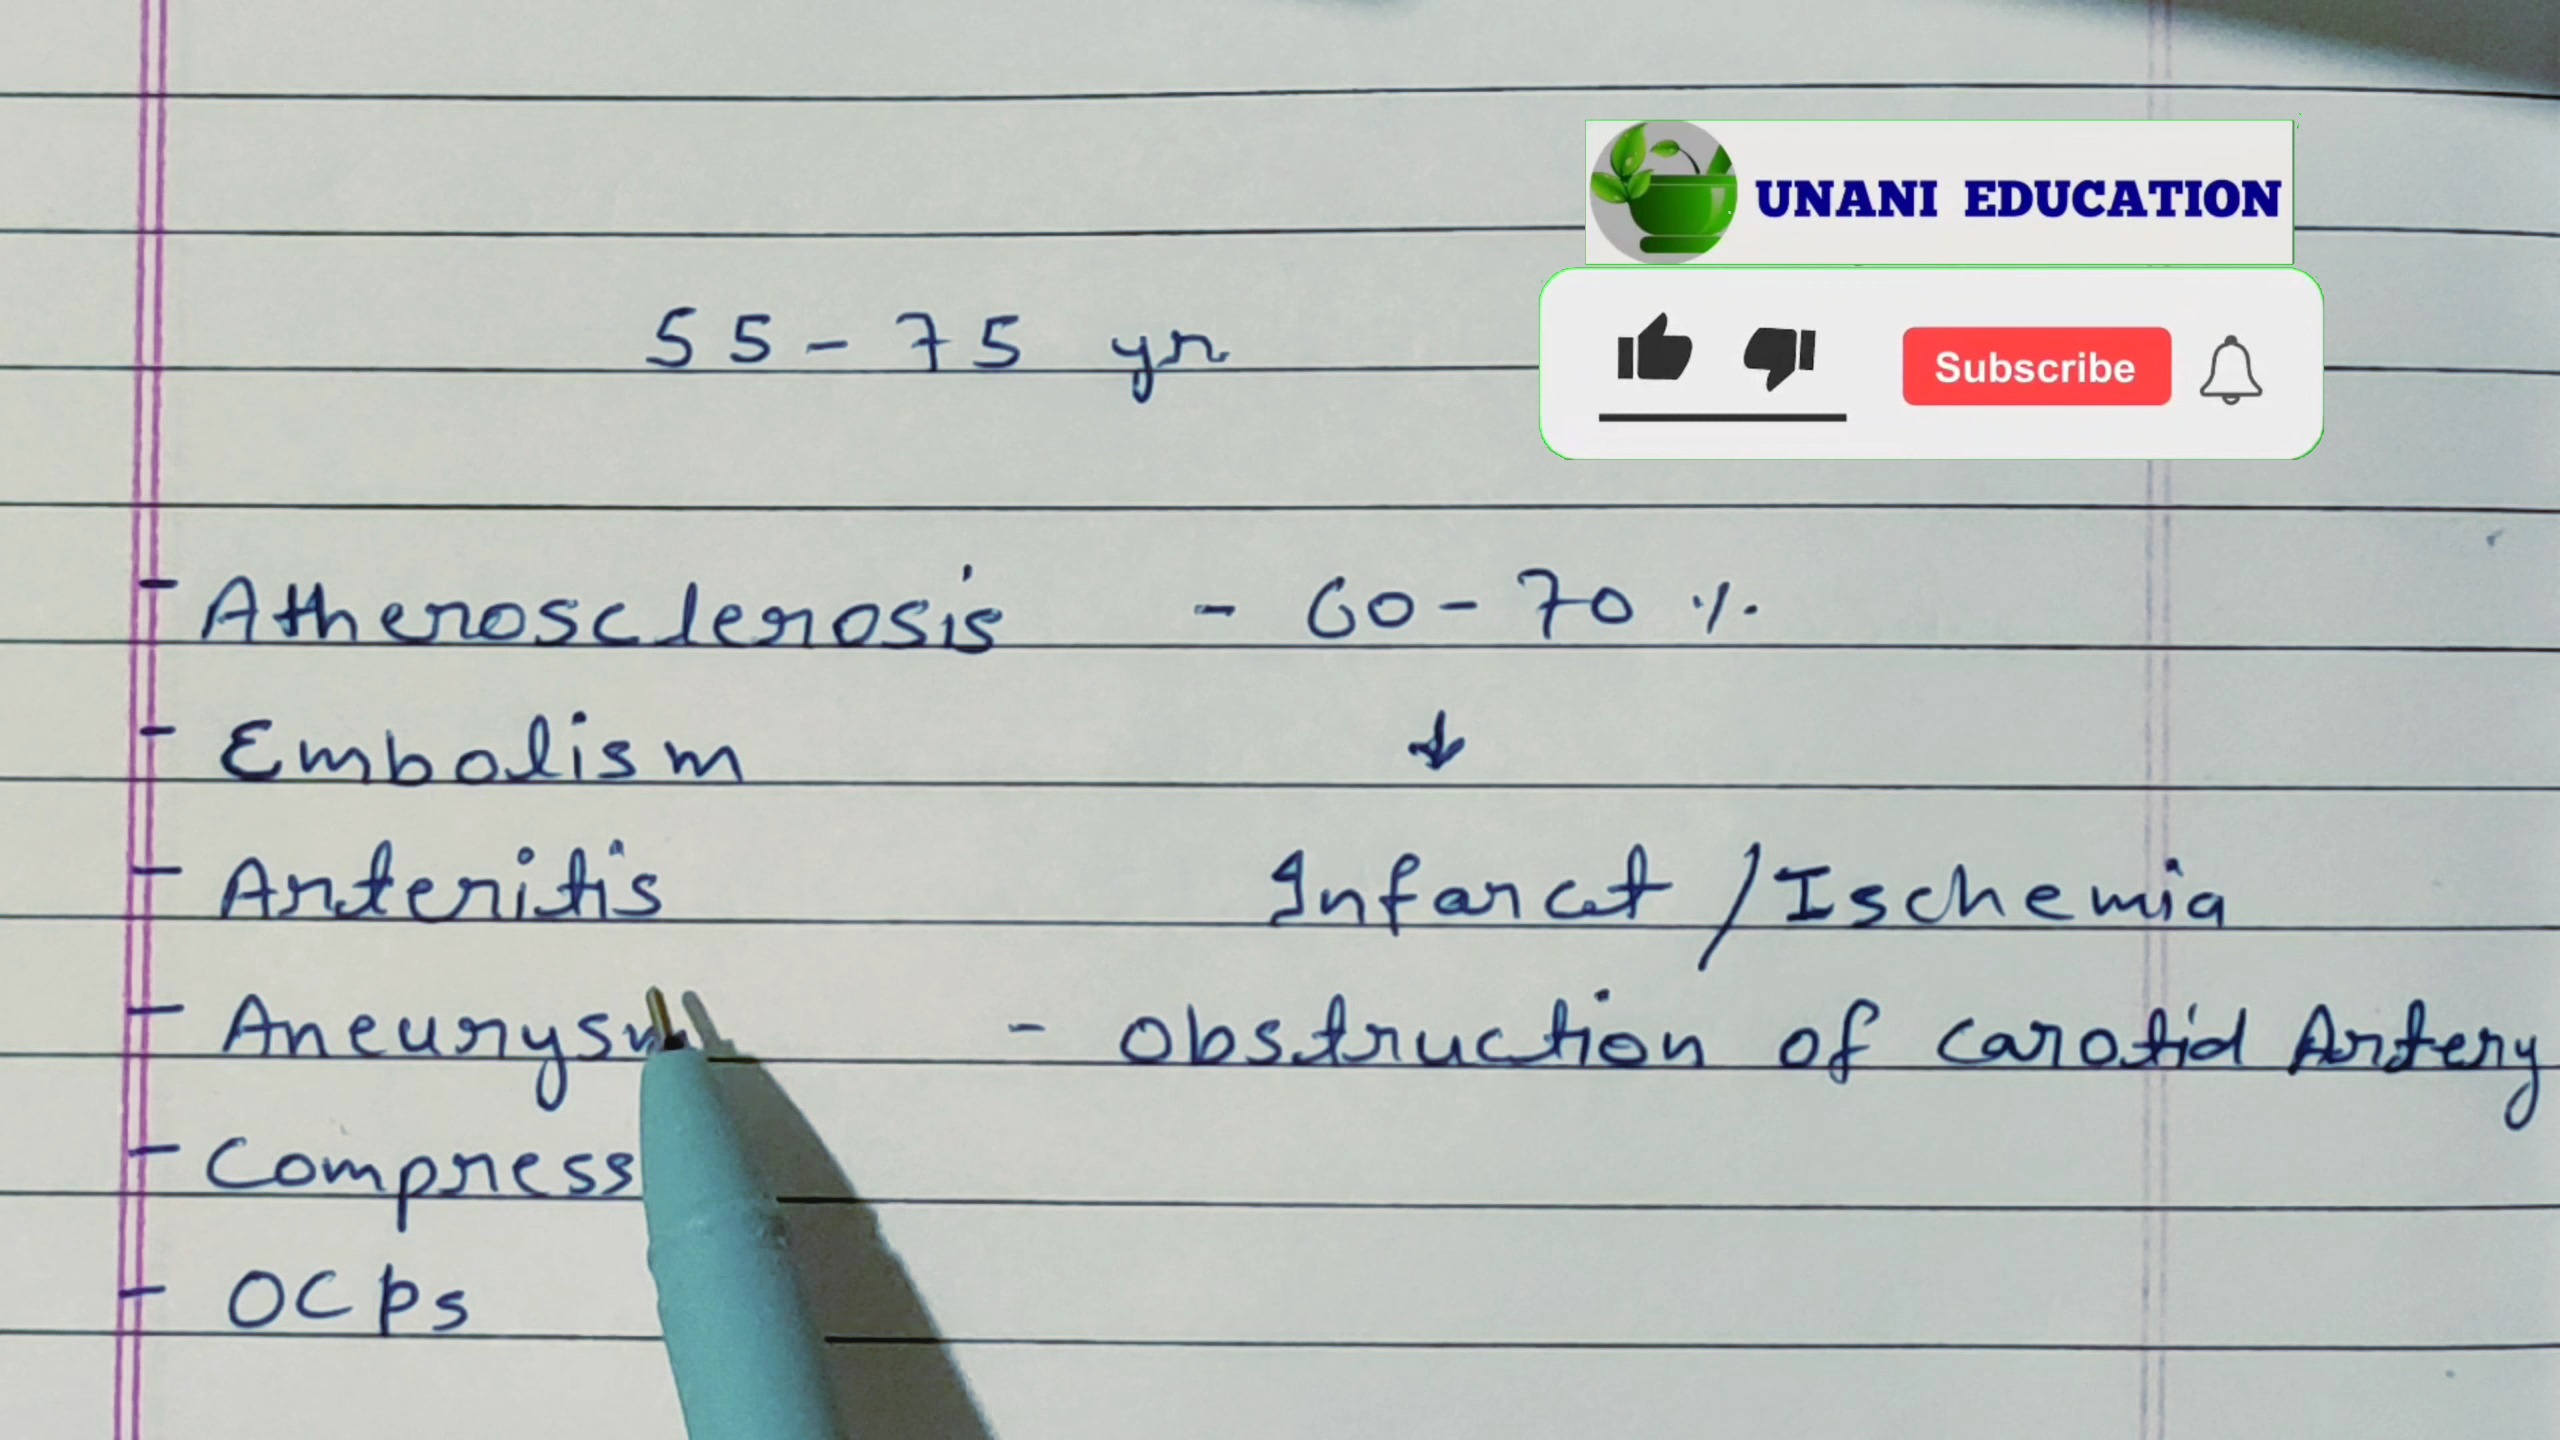 UNANI EDUCATION
55-75 yr
Subscribe
- Atherosclerosis - 60-70 %
- Embolism ↓
- Arteritis Infarct / Ischemia
- Aneurysm - Obstruction of Carotid Artery
- Compress
- OCPs